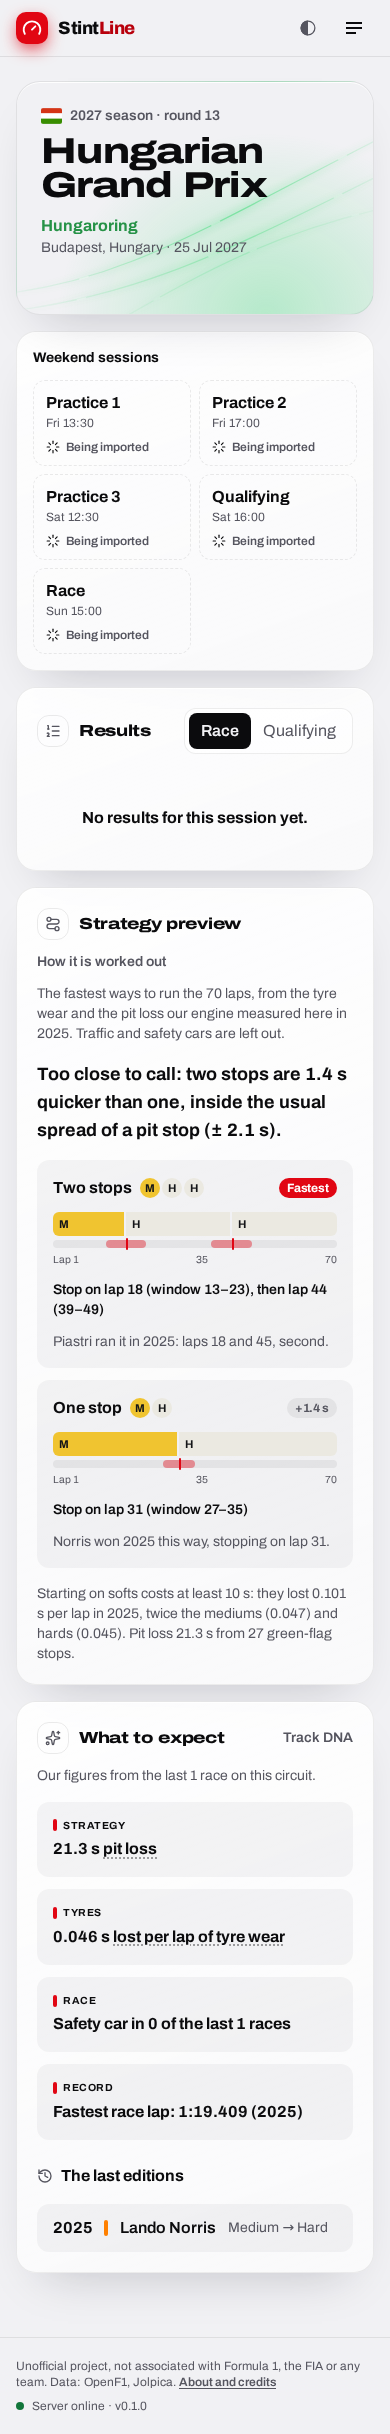 StintLine
2027 season · round 13
Hungarian
Grand Prix
Hungaroring
Budapest, Hungary · 25 Jul 2027
Weekend sessions
Practice 1
Fri 13:30
Being imported
Practice 2
Fri 17:00
Being imported
Practice 3
Sat 12:30
Being imported
Qualifying
Sat 16:00
Being imported
Race
Sun 15:00
Being imported
Results
Race Qualifying
No results for this session yet.
Strategy preview
How it is worked out
The fastest ways to run the 70 laps, from the tyre
wear and the pit loss our engine measured here in
2025. Traffic and safety cars are left out.
Too close to call: two stops are 1.4 s
quicker than one, inside the usual
spread of a pit stop (± 2.1 s).
Two stops M H H Fastest
M H H
Lap 1 35 70
Stop on lap 18 (window 13–23), then lap 44
(39–49)
Piastri ran it in 2025: laps 18 and 45, second.
One stop M H +1.4 s
M H
Lap 1 35 70
Stop on lap 31 (window 27–35)
Norris won 2025 this way, stopping on lap 31.
Starting on softs costs at least 10 s: they lost 0.101
s per lap in 2025, twice the mediums (0.047) and
hards (0.045). Pit loss 21.3 s from 27 green-flag
stops.
What to expect Track DNA
Our figures from the last 1 race on this circuit.
STRATEGY
21.3 s pit loss
TYRES
0.046 s lost per lap of tyre wear
RACE
Safety car in 0 of the last 1 races
RECORD
Fastest race lap: 1:19.409 (2025)
The last editions
2025 Lando Norris Medium → Hard
Unofficial project, not associated with Formula 1, the FIA or any
team. Data: OpenF1, Jolpica. About and credits
Server online · v0.1.0